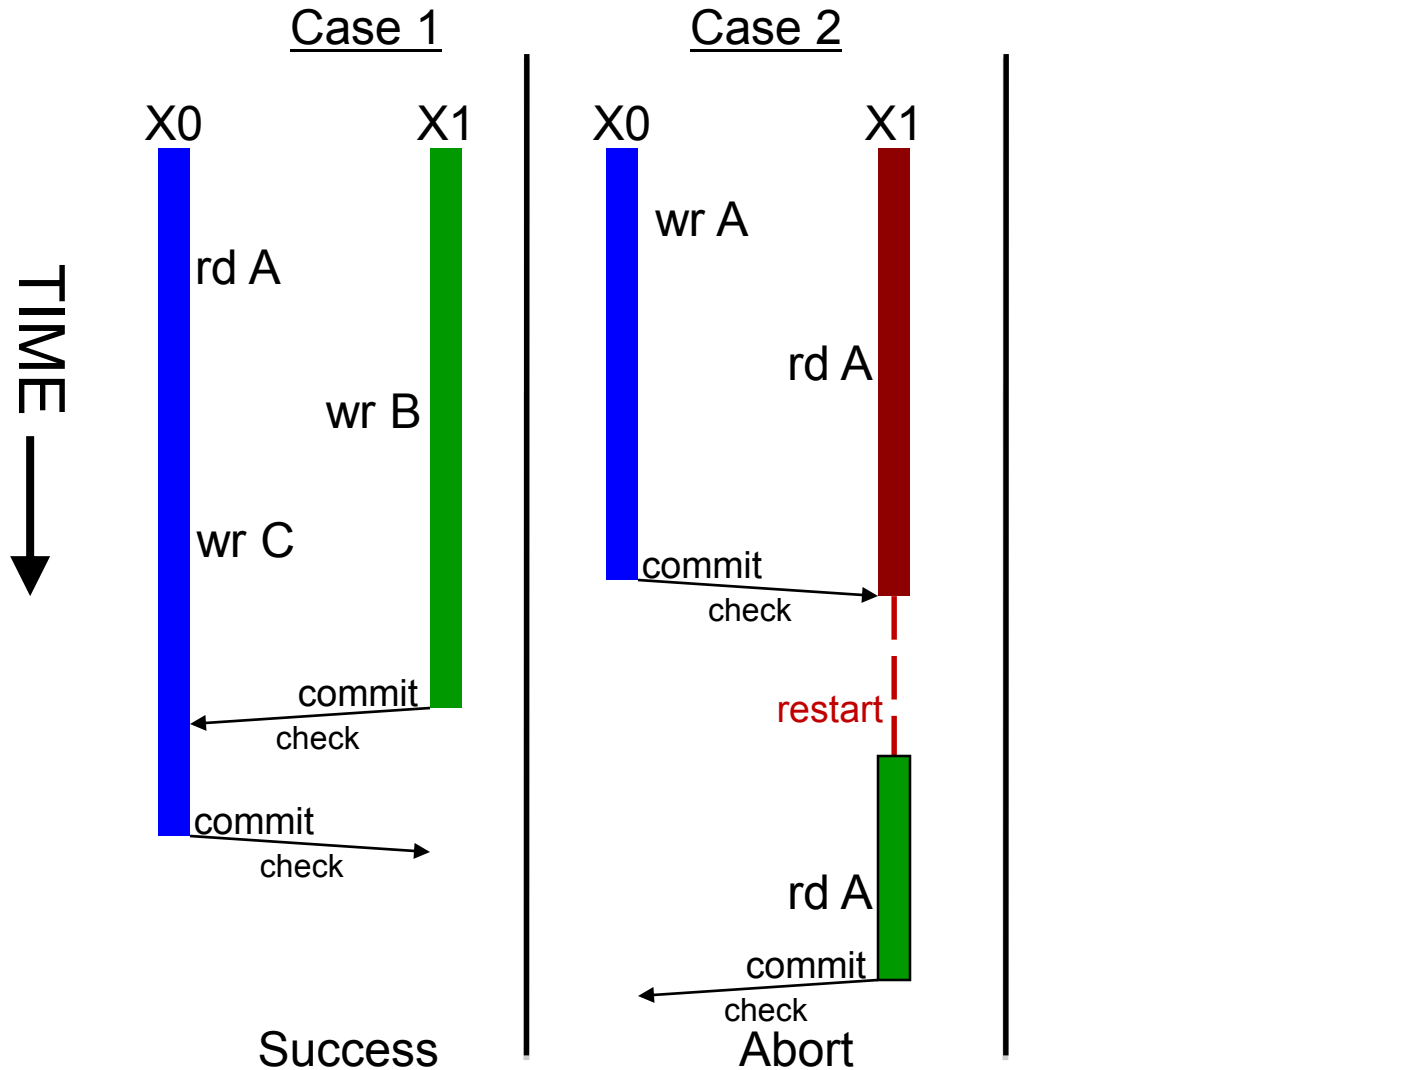 Case 1
Case 2
X0
X1
X0
X1
TIME
rd A
wr B
wr C
commit
check
commit
check
Success
wr A
rd A
commit
check
restart
rd A
commit
check
Abort